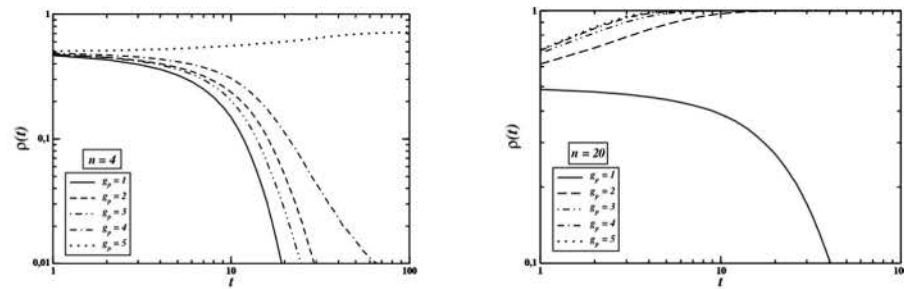 1
ρ(t)
0,1
0,01
n = 4
g_p = 1
g_p = 2
g_p = 3
g_p = 4
g_p = 5
1
10
100
t
1
ρ(t)
0,1
n = 20
g_p = 1
g_p = 2
g_p = 3
g_p = 4
g_p = 5
1
10
t